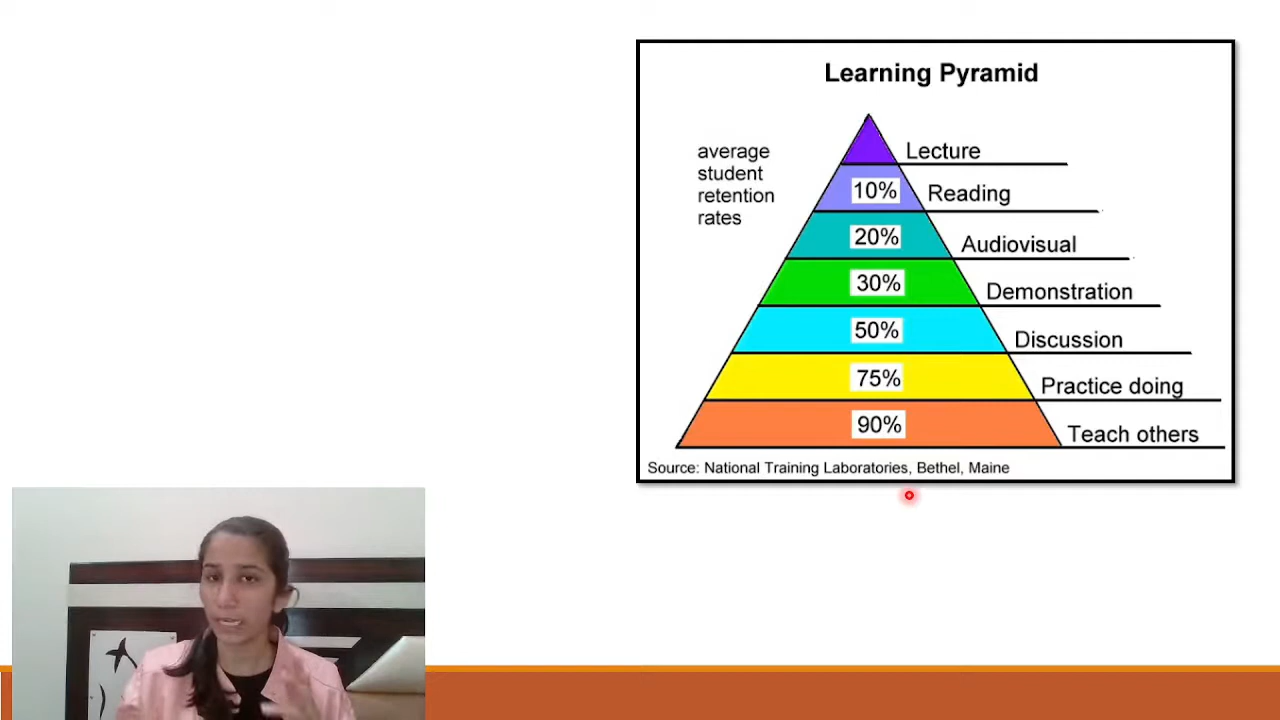 Learning Pyramid
average
student
retention
rates
Lecture
10% Reading
20% Audiovisual
30% Demonstration
50% Discussion
75% Practice doing
90% Teach others
Source: National Training Laboratories, Bethel, Maine